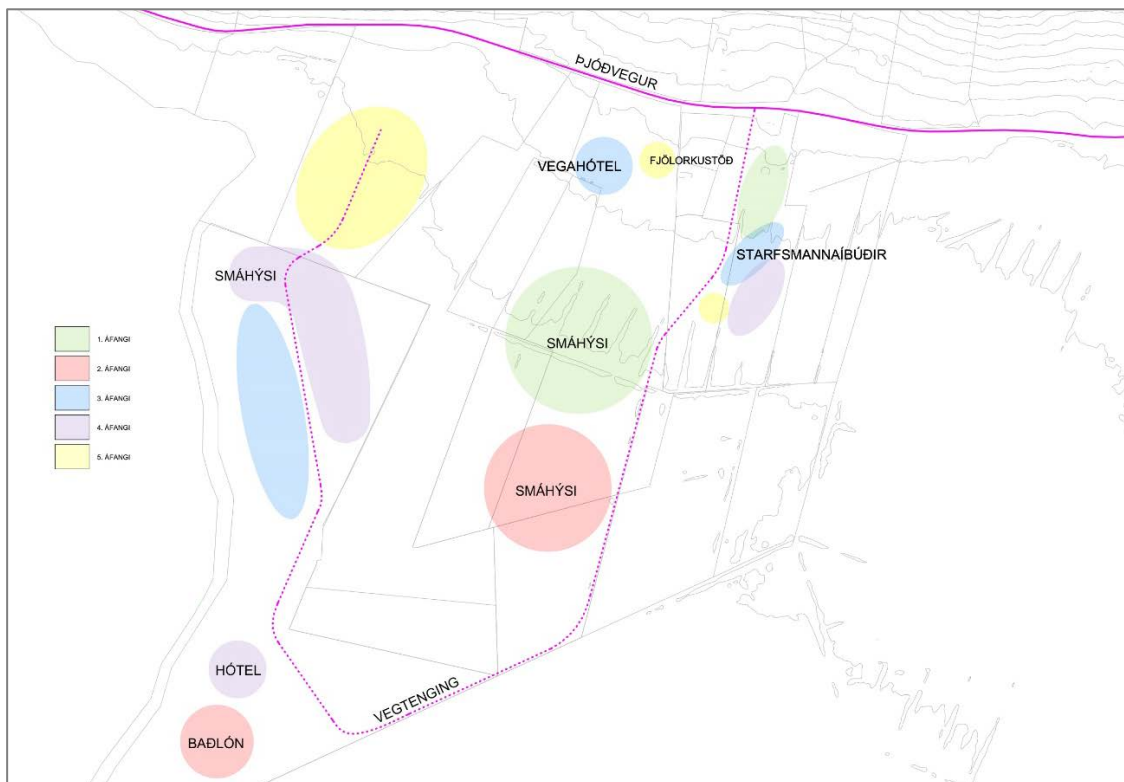 ÞJÓÐVEGUR
VEGAHÓTEL
FJÖLORKUSTÖÐ
STARFSMANNAÍBÚÐIR
SMÁHÝSI
1. ÁFANGI
2. ÁFANGI
3. ÁFANGI
4. ÁFANGI
5. ÁFANGI
SMÁHÝSI
SMÁHÝSI
HÓTEL
VEGTENGING
BAÐLÓN